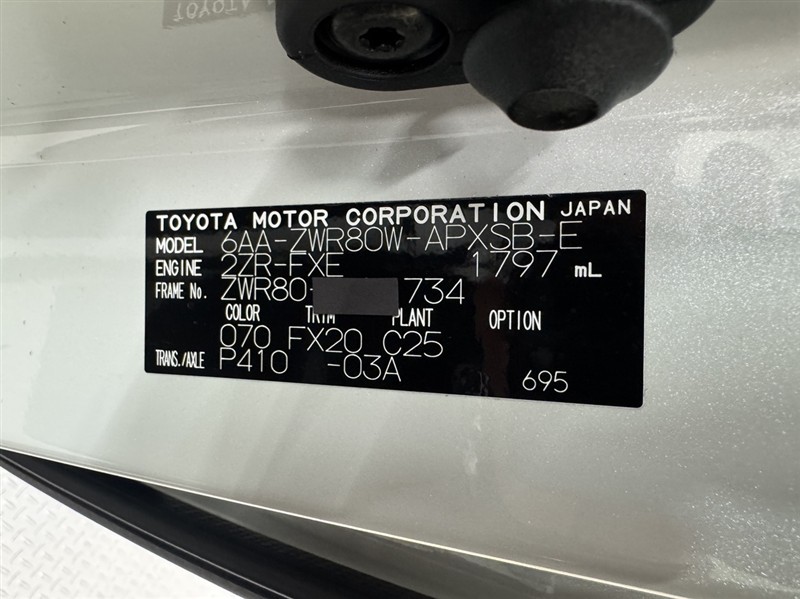 TOYOTA MOTOR CORPORATION JAPAN
MODEL 6AA-ZWR80W-APXSB-E
ENGINE 2ZR-FXE 1797 mL
FRAME No. ZWR80- 734
COLOR TRIM PLANT OPTION
070 FX20 C25
TRANS./AXLE P410 -03A
695